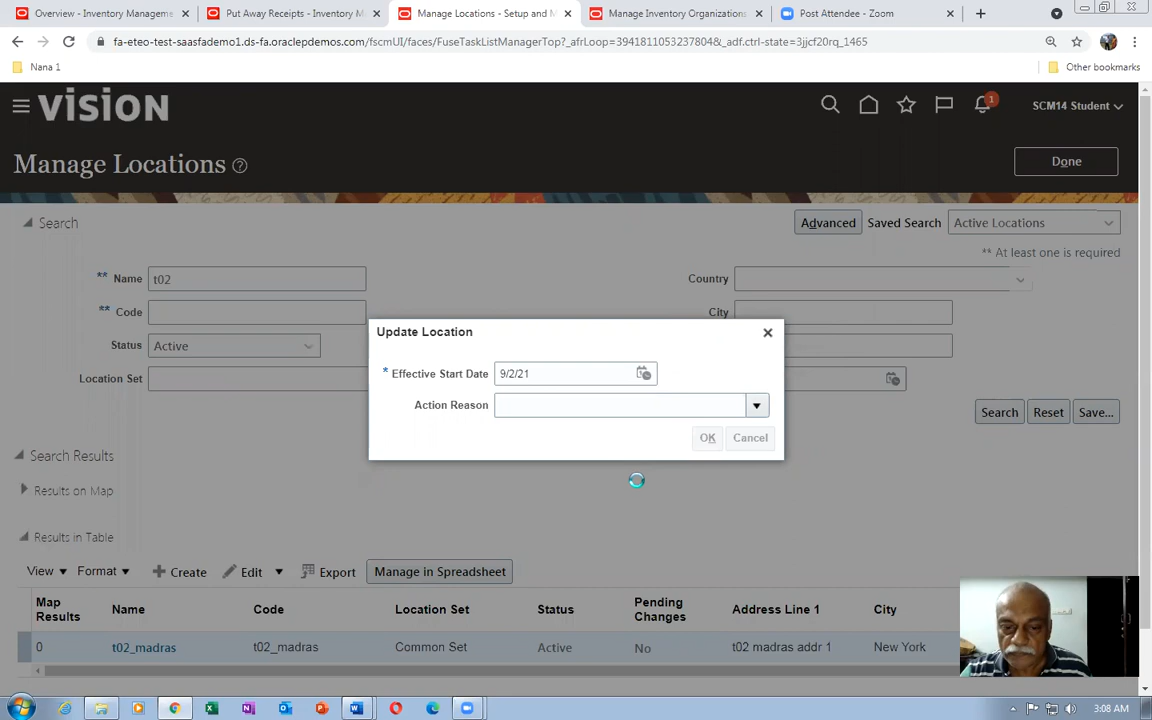 Overview - Inventory Manageme
Put Away Receipts - Inventory M
Manage Locations - Setup and M
Manage Inventory Organizations
Post Attendee - Zoom
fa-eteo-test-saasfademo1.ds-fa.oraclepdemos.com/fscmUI/faces/FuseTaskListManagerTop?_afrLoop=3941811053237804&_adf.ctrl-state=3jjcf20rq_1465
Nana 1
Other bookmarks
VISION
1
SCM14 Student
Manage Locations
Done
Search
Advanced
Saved Search
Active Locations
** At least one is required
** Name t02
Country
** Code
City
Status Active
Location Set
Update Location
* Effective Start Date 9/2/21
Action Reason
OK
Cancel
Search
Reset
Save...
Search Results
Results on Map
Results in Table
View
Format
Create
Edit
Export
Manage in Spreadsheet
Map Results
Name
Code
Location Set
Status
Pending Changes
Address Line 1
City
0
t02_madras
t02_madras
Common Set
Active
No
t02 madras addr 1
New York
3:08 AM